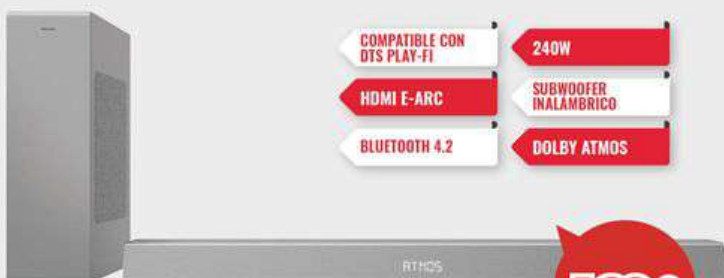 COMPATIBLE CON
DTS PLAY-FI
240W
HDMI E-ARC
SUBWOOFER
INALÁMBRICO
BLUETOOTH 4.2
DOLBY ATMOS
ATMOS